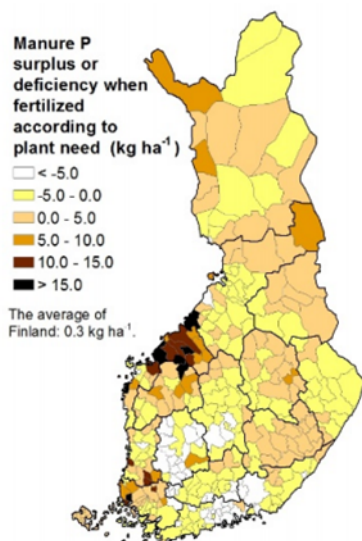 Manure P
surplus or
deficiency when
fertilized
according to
plant need (kg ha⁻¹)
< -5.0
-5.0 - 0.0
0.0 - 5.0
5.0 - 10.0
10.0 - 15.0
> 15.0
The average of
Finland: 0.3 kg ha⁻¹.